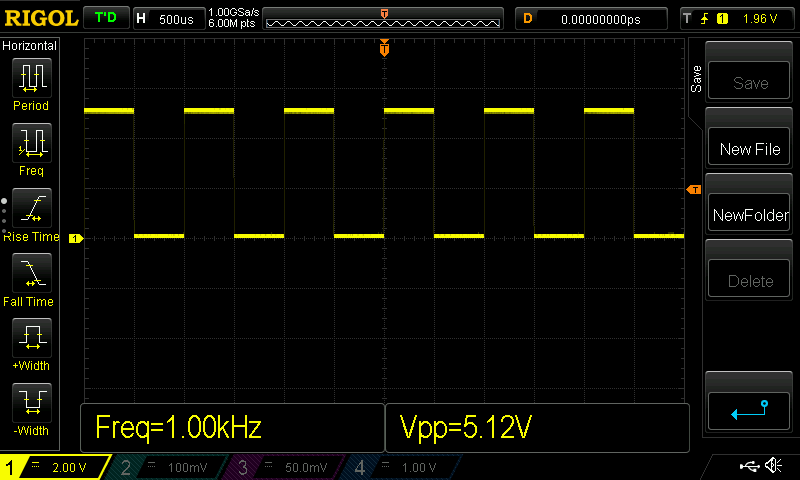 RIGOL T'D H 500us 1.00GSa/s 6.00M pts T D 0.00000000ps T 1 1.96 V
Horizontal
Period
Freq
Rise Time
Fall Time
+Width
-Width
T
T
1
Freq=1.00kHz Vpp=5.12V
Save
Save
New File
NewFolder
Delete
1 2.00 V 2 100mV 3 50.0mV 4 1.00 V